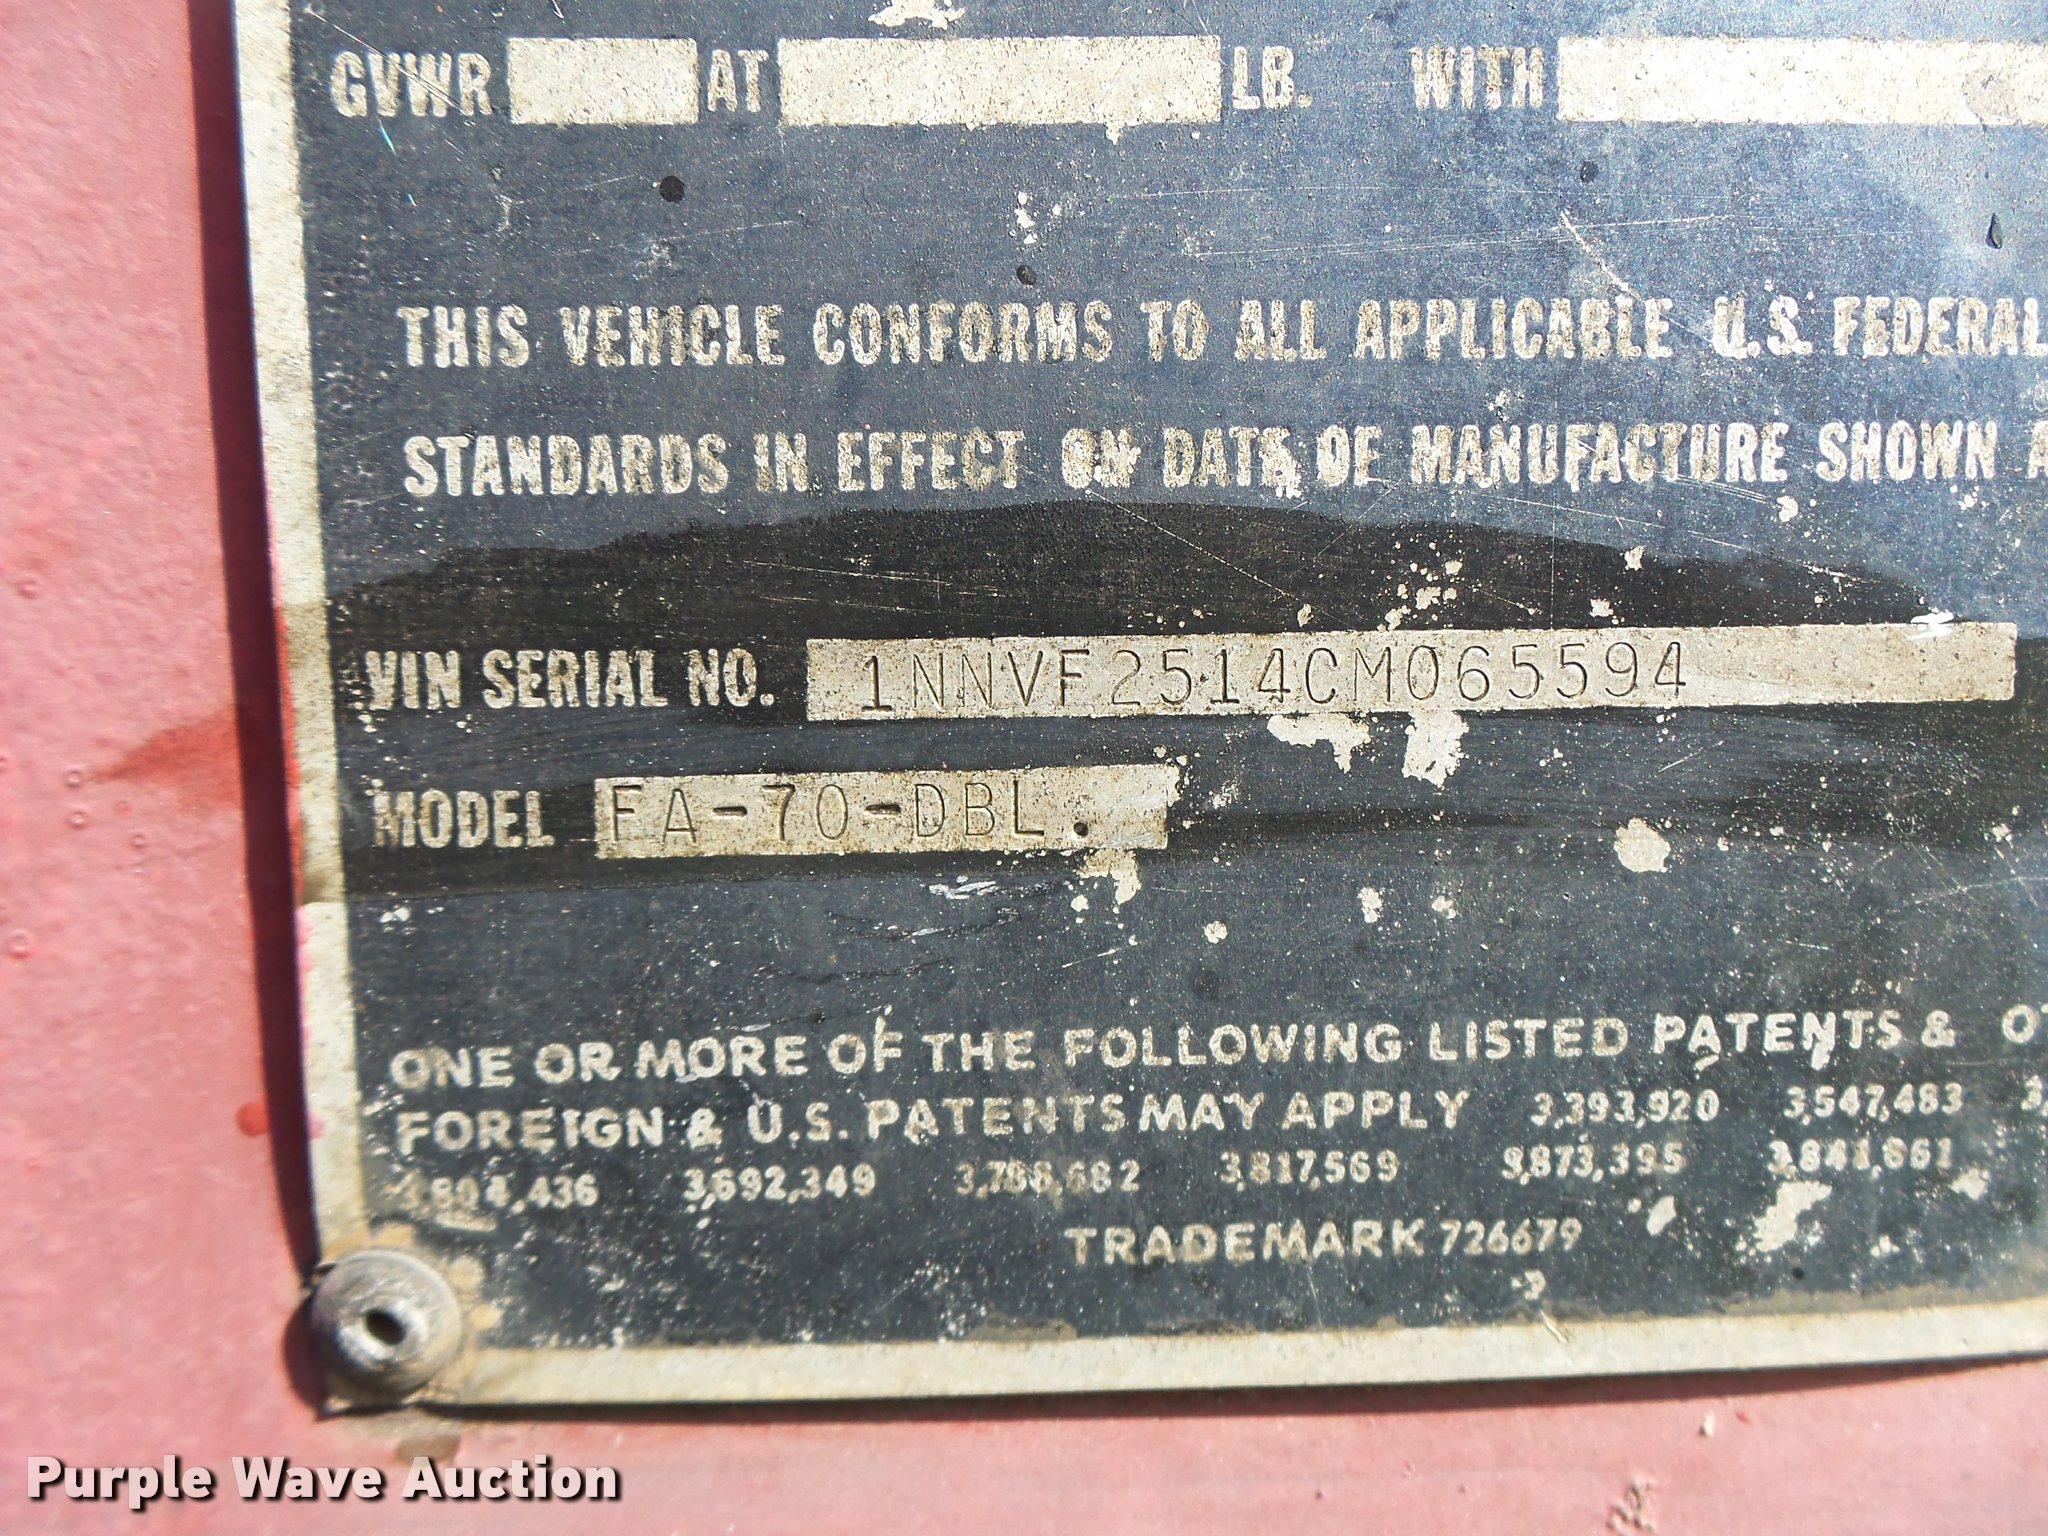 GVWR AT LB. WITH
THIS VEHICLE CONFORMS TO ALL APPLICABLE U.S. FEDERAL
STANDARDS IN EFFECT ON DATE OF MANUFACTURE SHOWN A
VIN SERIAL NO. 1NNVF2514CM065594
MODEL FA-70-DBL.
ONE OR MORE OF THE FOLLOWING LISTED PATENTS & OT
FOREIGN & U.S. PATENTS MAY APPLY 3,393,920 3,547,483 3,
3,692,349 3,817,569
TRADEMARK 726679
Purple Wave Auction